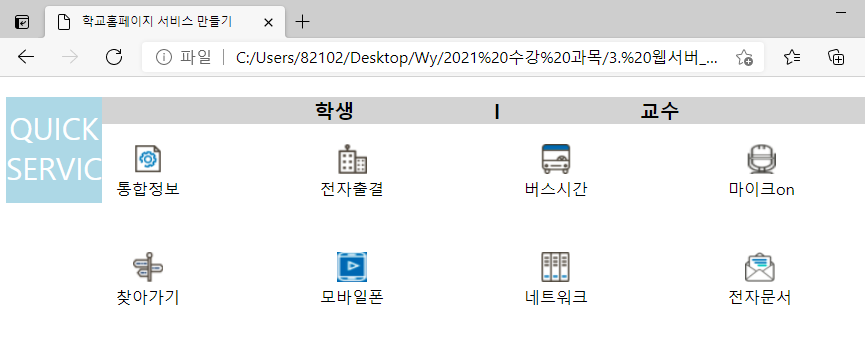 학교홈페이지 서비스 만들기
파일 C:/Users/82102/Desktop/Wy/2021%20수강%20과목/3.%20웹서버_...
QUICK
SERVIC
학생 l 교수
통합정보 전자출결 버스시간 마이크on
찾아가기 모바일폰 네트워크 전자문서